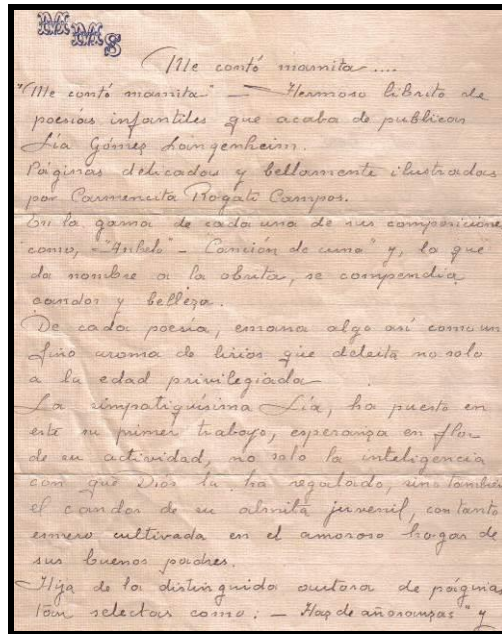 MMS
Me contó mamita ....
"Me contó mamita" — Hermoso librito de
poesías infantiles que acaba de publicar
Lía Gómez Langenheim.
Páginas delicadas y bellamente ilustradas
por Carmencita Rogati Campos.
En la gama de cada una de sus composiciones
como, "Anhelo" - Canción de cuna" y, la que
da nombre a la obrita, se compendia
candor y belleza.
De cada poesía, emana algo así como un
fino aroma de lirios que deleita no solo
a la edad privilegiada
La simpatiquísima Lía, ha puesto en
este su primer trabajo, esperanza en flor
de su actividad, no solo la inteligencia
con que Dios la ha regalado, sino también
el candor de su almita juvenil, con tanto
esmero cultivada en el amoroso hogar de
sus buenos padres.
Hija de la distinguida autora de páginas
tan selectas como: — Haz de añoranzas" y